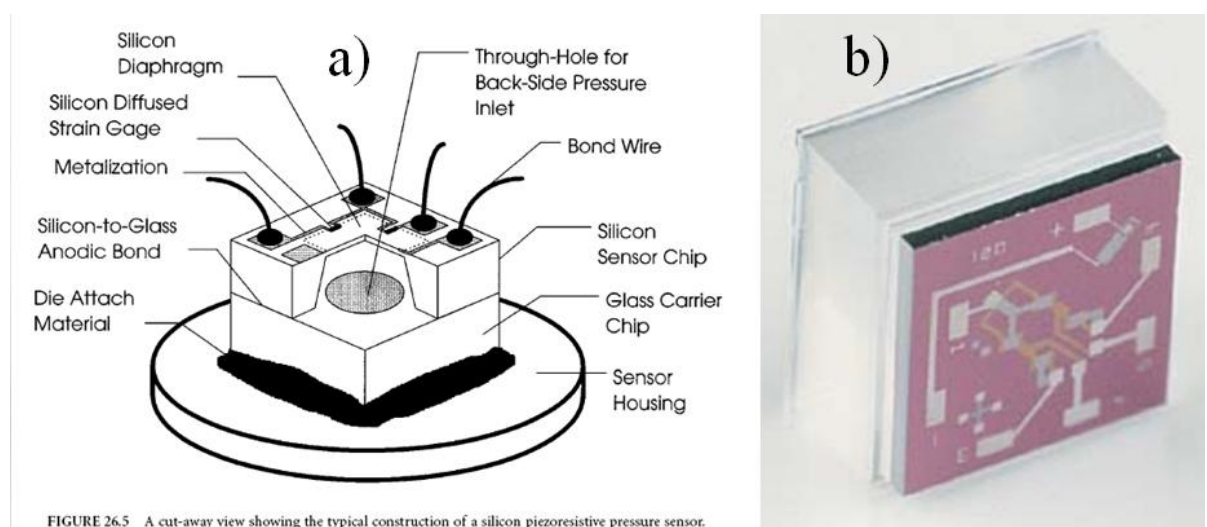 a)
Silicon
Diaphragm
Silicon Diffused
Strain Gage
Metalization
Silicon-to-Glass
Anodic Bond
Die Attach
Material
Through-Hole for
Back-Side Pressure
Inlet
Bond Wire
Silicon
Sensor Chip
Glass Carrier
Chip
Sensor
Housing
FIGURE 26.5 A cut-away view showing the typical construction of a silicon piezoresistive pressure sensor.
b)
+